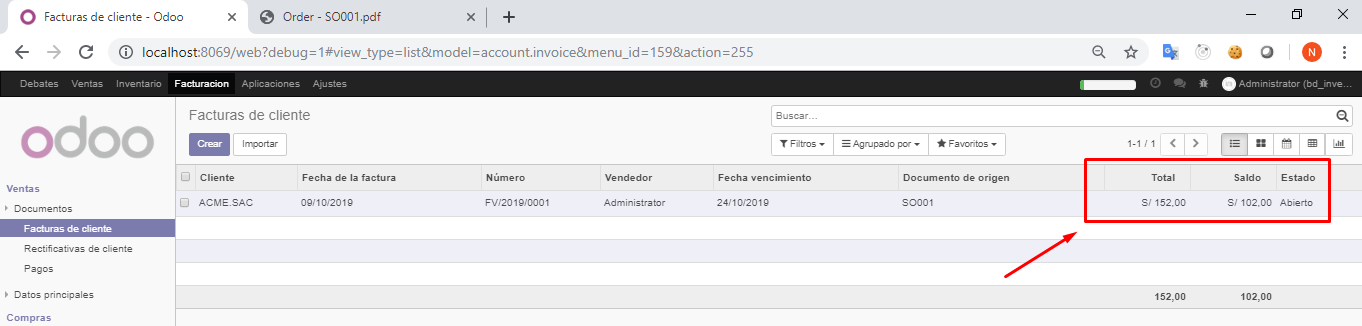 Facturas de cliente - Odoo
Order - SO001.pdf
localhost:8069/web?debug=1#view_type=list&model=account.invoice&menu_id=159&action=255
N
Debates Ventas Inventario Facturacion Aplicaciones Ajustes
Administrator (bd_inve...
odoo
Facturas de cliente
Buscar...
Crear Importar
Filtros Agrupado por Favoritos
1-1 / 1
Cliente Fecha de la factura Número Vendedor Fecha vencimiento Documento de origen Total Saldo Estado
ACME.SAC 09/10/2019 FV/2019/0001 Administrator 24/10/2019 SO001 S/ 152,00 S/ 102,00 Abierto
152,00 102,00
Ventas
Documentos
Facturas de cliente
Rectificativas de cliente
Pagos
Datos principales
Compras